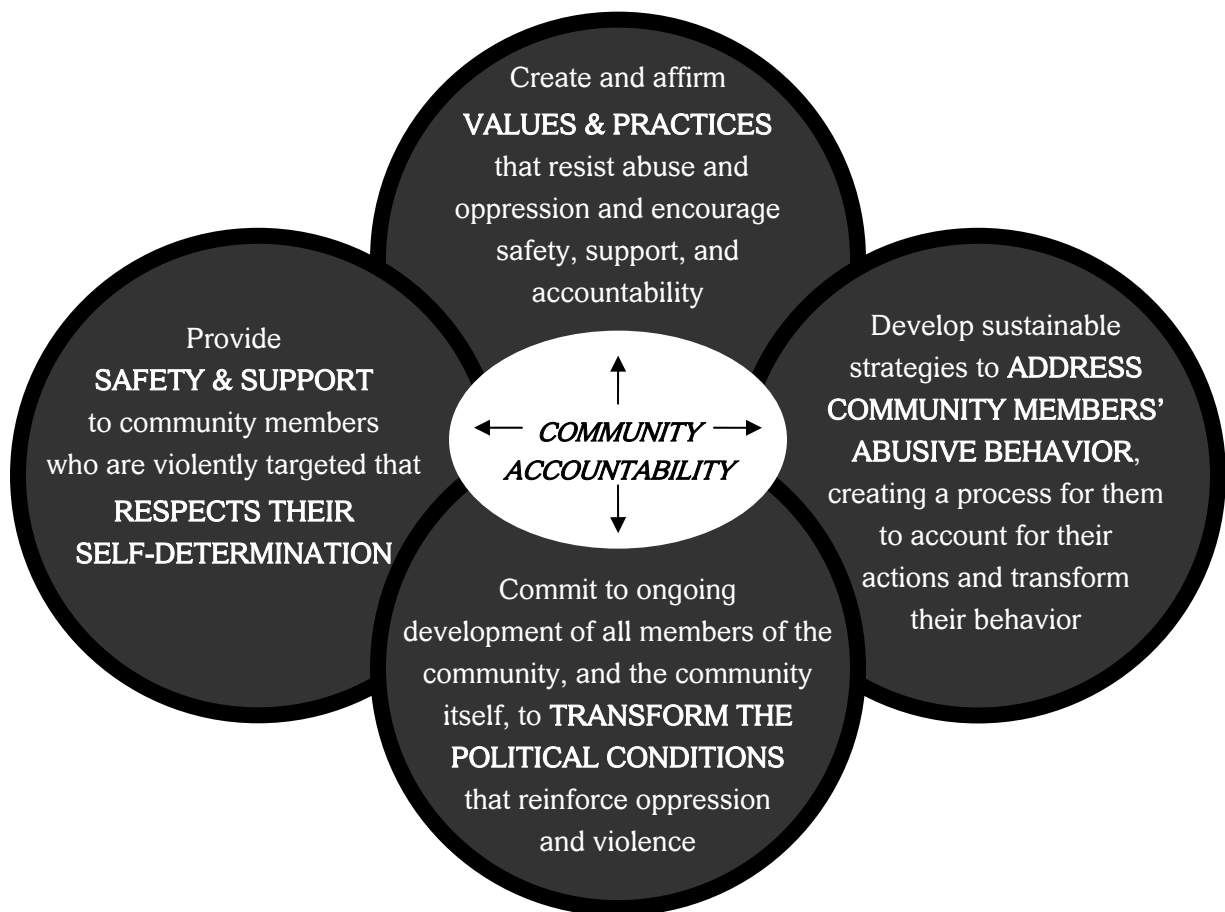 Create and affirm
VALUES & PRACTICES
that resist abuse and
oppression and encourage
safety, support, and
accountability
Provide
SAFETY & SUPPORT
to community members
who are violently targeted that
RESPECTS THEIR
SELF-DETERMINATION
COMMUNITY
ACCOUNTABILITY
Develop sustainable
strategies to ADDRESS
COMMUNITY MEMBERS’
ABUSIVE BEHAVIOR,
creating a process for them
to account for their
actions and transform
their behavior
Commit to ongoing
development of all members of the
community, and the community
itself, to TRANSFORM THE
POLITICAL CONDITIONS
that reinforce oppression
and violence